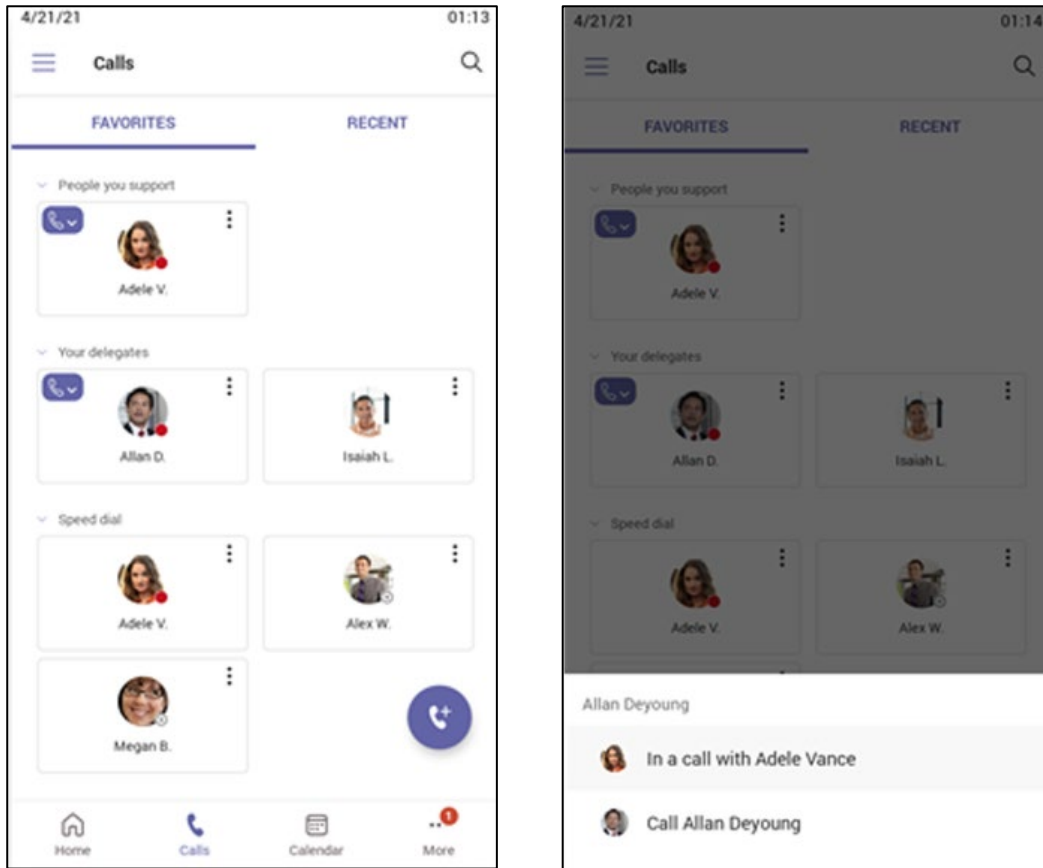 4/21/21 01:13
Calls
FAVORITES RECENT
People you support
Adele V.
Your delegates
Allan D. Isaiah L.
Speed dial
Adele V. Alex W.
Megan B.
1
Home Calls Calendar More
4/21/21 01:14
Calls
FAVORITES RECENT
People you support
Adele V.
Your delegates
Allan D. Isaiah L.
Speed dial
Adele V. Alex W.
Allan Deyoung
In a call with Adele Vance
Call Allan Deyoung